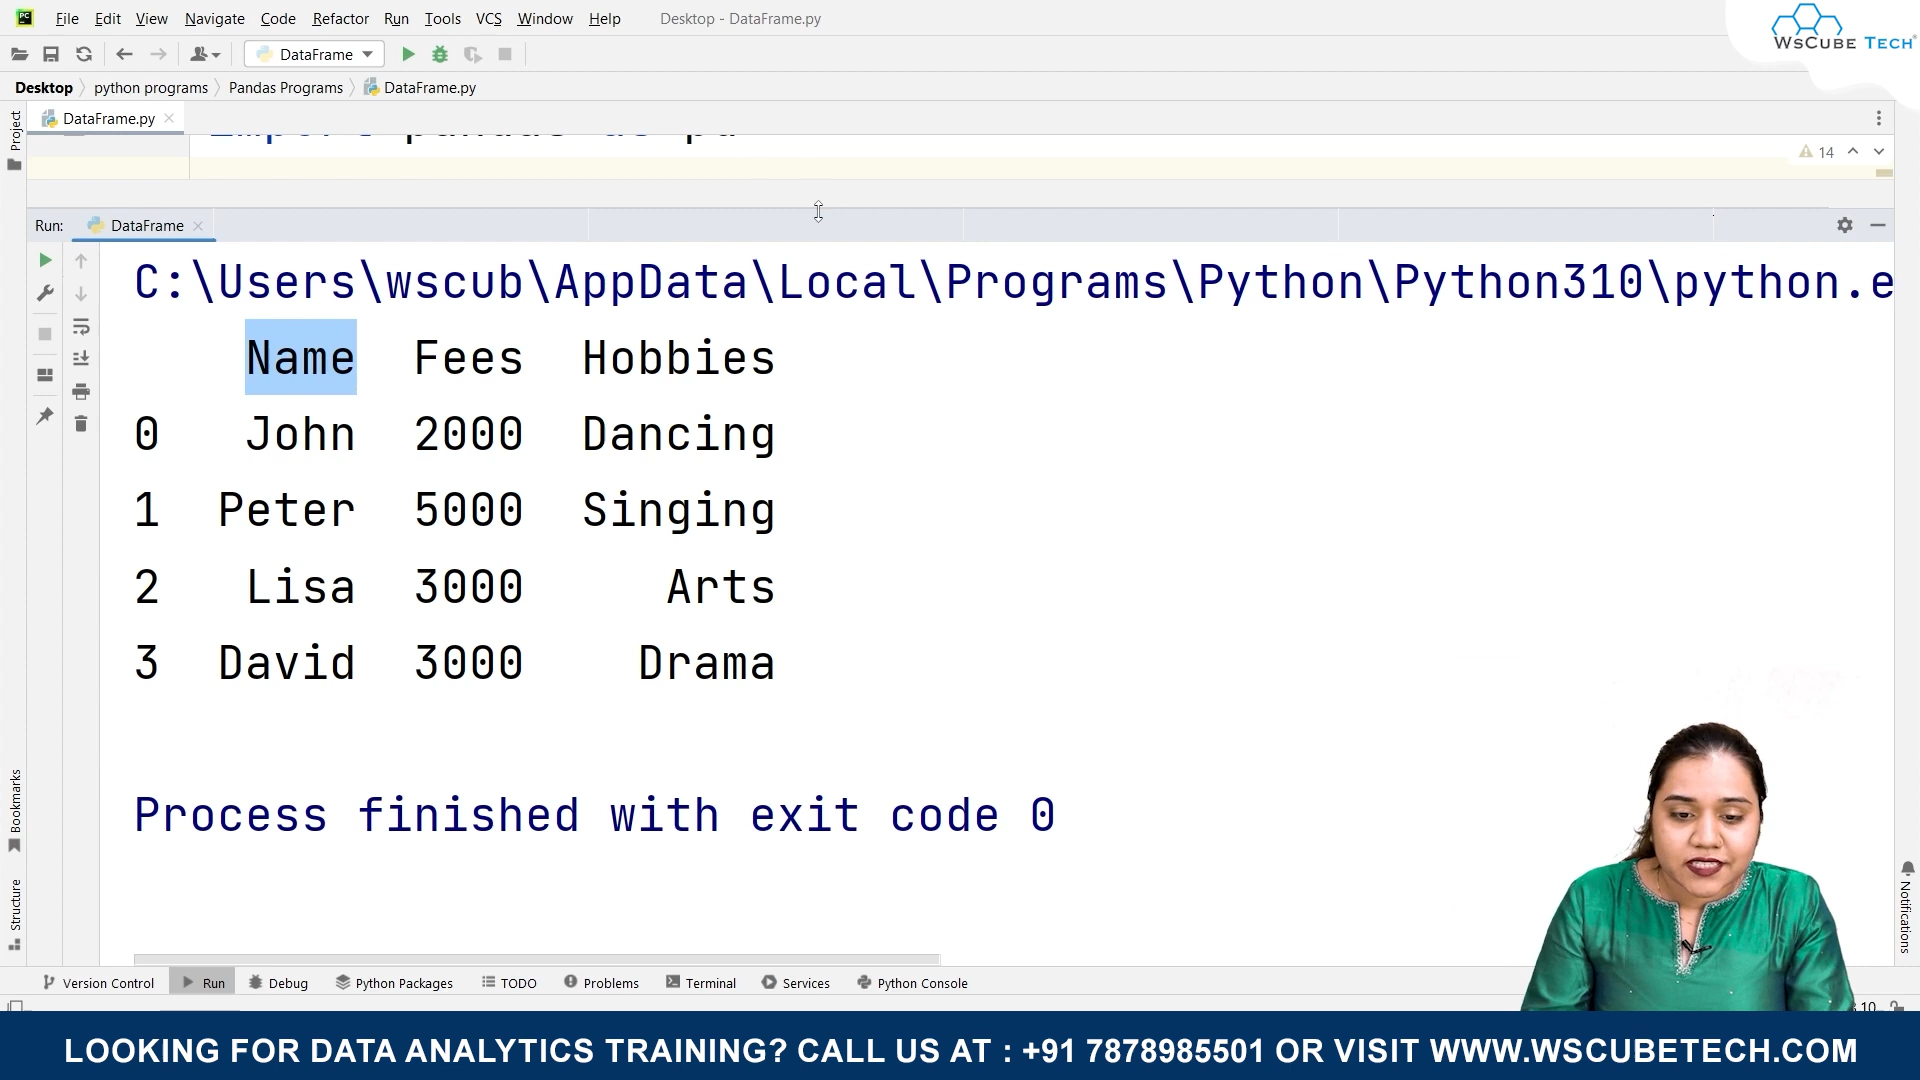 File Edit View Navigate Code Refactor Run Tools VCS Window Help Desktop - DataFrame.py
WsCube Tech
DataFrame
Desktop python programs Pandas Programs DataFrame.py
Project
DataFrame.py
import pandas as pd
14
Run: DataFrame
C:\Users\wscub\AppData\Local\Programs\Python\Python310\python.e
Name Fees Hobbies
0 John 2000 Dancing
1 Peter 5000 Singing
2 Lisa 3000 Arts
3 David 3000 Drama
Process finished with exit code 0
Bookmarks
Structure
Notifications
Version Control Run Debug Python Packages TODO Problems Terminal Services Python Console
LOOKING FOR DATA ANALYTICS TRAINING? CALL US AT : +91 7878985501 OR VISIT WWW.WSCUBETECH.COM